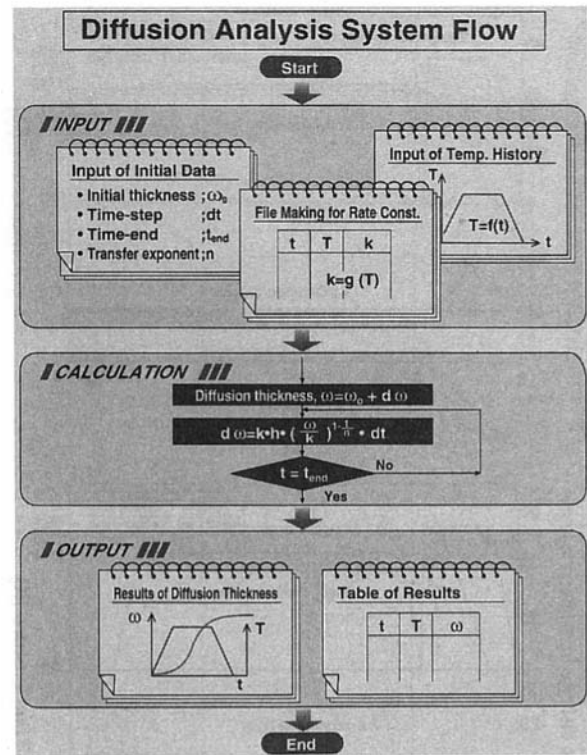 Diffusion Analysis System Flow
Start
INPUT
Input of Initial Data
• Initial thickness ;ω₀
• Time-step ;dt
• Time-end ;t_end
• Transfer exponent ;n
File Making for Rate Const.
t T k
k=g (T)
Input of Temp. History
T
T=f(t)
t
CALCULATION
Diffusion thickness, ω=ω₀ + d ω
d ω=k•h•(ω/k)^1-1/n • dt
t = t_end
No
Yes
OUTPUT
Results of Diffusion Thickness
ω
T
t
Table of Results
t T ω
End